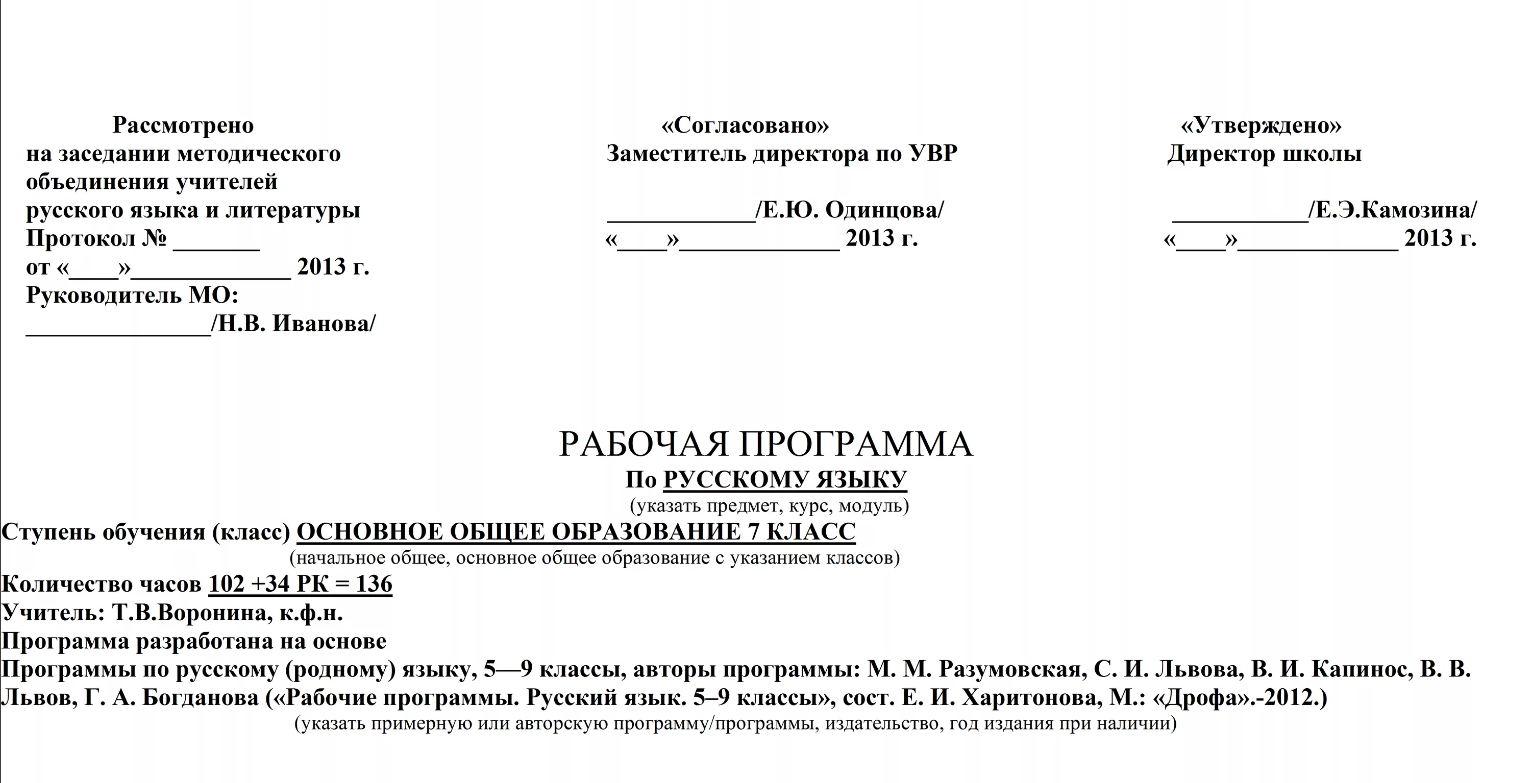 Рассмотрено
на заседании методического
объединения учителей
русского языка и литературы
Протокол № _______
от «____»_____________ 2013 г.
Руководитель МО:
_______________/Н.В. Иванова/
«Согласовано»
Заместитель директора по УВР
____________/Е.Ю. Одинцова/
«____»_____________ 2013 г.
«Утверждено»
Директор школы
___________/Е.Э.Камозина/
«____»_____________ 2013 г.
РАБОЧАЯ ПРОГРАММА
По РУССКОМУ ЯЗЫКУ
(указать предмет, курс, модуль)
Ступень обучения (класс) ОСНОВНОЕ ОБЩЕЕ ОБРАЗОВАНИЕ 7 КЛАСС
(начальное общее, основное общее образование с указанием классов)
Количество часов 102 +34 РК = 136
Учитель: Т.В.Воронина, к.ф.н.
Программа разработана на основе
Программы по русскому (родному) языку, 5—9 классы, авторы программы: М. М. Разумовская, С. И. Львова, В. И. Капинос, В. В.
Львов, Г. А. Богданова («Рабочие программы. Русский язык. 5–9 классы», сост. Е. И. Харитонова, М.: «Дрофа».-2012.)
(указать примерную или авторскую программу/программы, издательство, год издания при наличии)